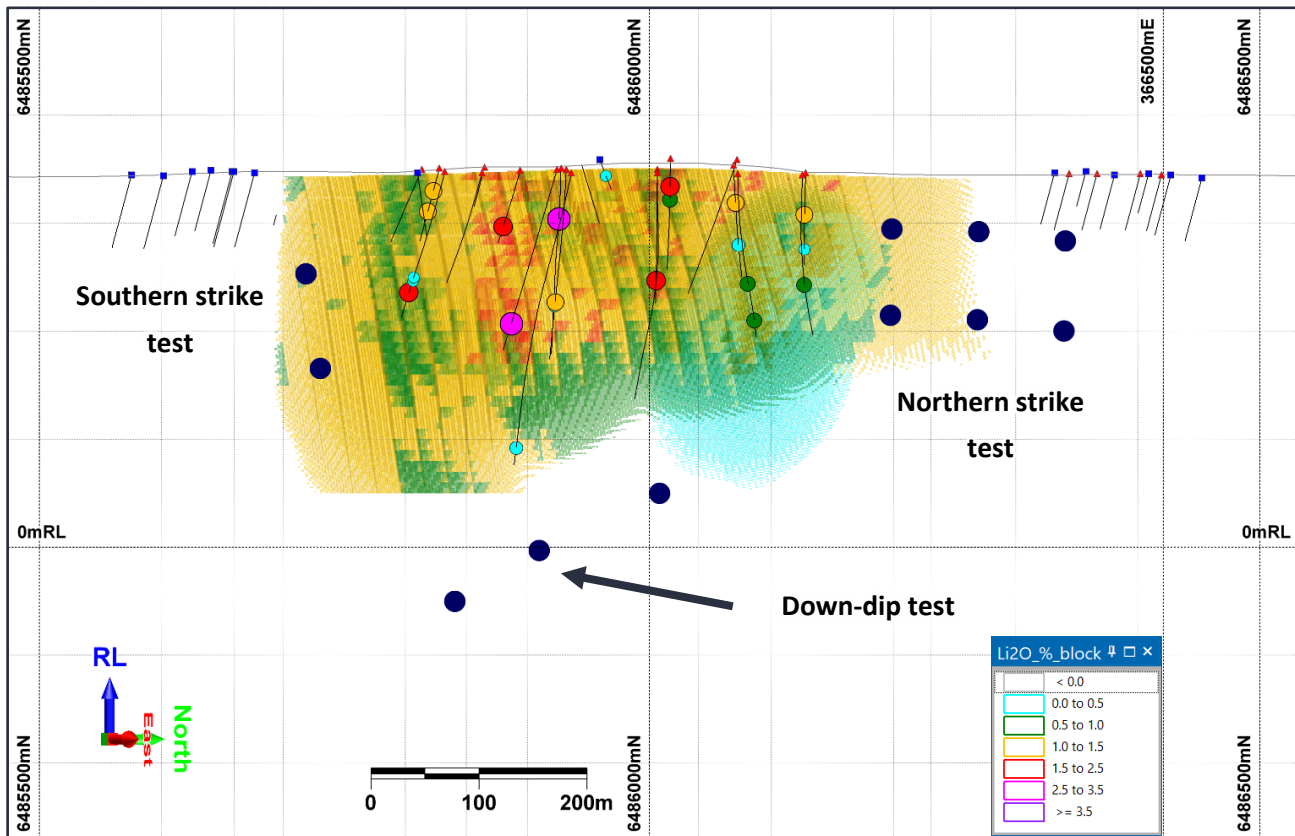 6485500mN
6486000mN
366500mE
6486500mN
Southern strike
test
Northern strike
test
0mRL
0mRL
Down-dip test
RL
North
East
0
100
200m
Li2O_%_block
< 0.0
0.0 to 0.5
0.5 to 1.0
1.0 to 1.5
1.5 to 2.5
2.5 to 3.5
>= 3.5
6485500mN
6486000mN
6486500mN